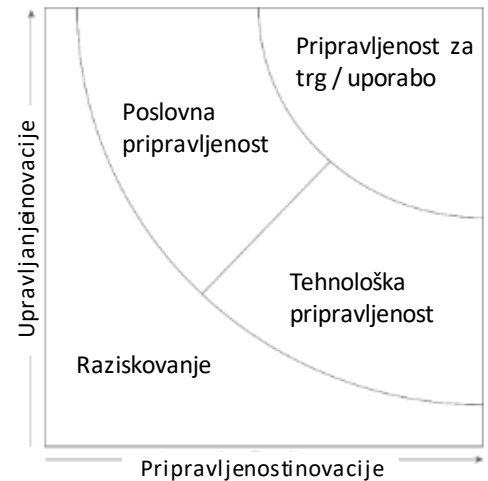 Pripravljenost za
trg / uporabo
Poslovna
pripravljenost
Tehnološka
pripravljenost
Raziskovanje
Upravljanjeinovacije
Pripravljenostinovacije